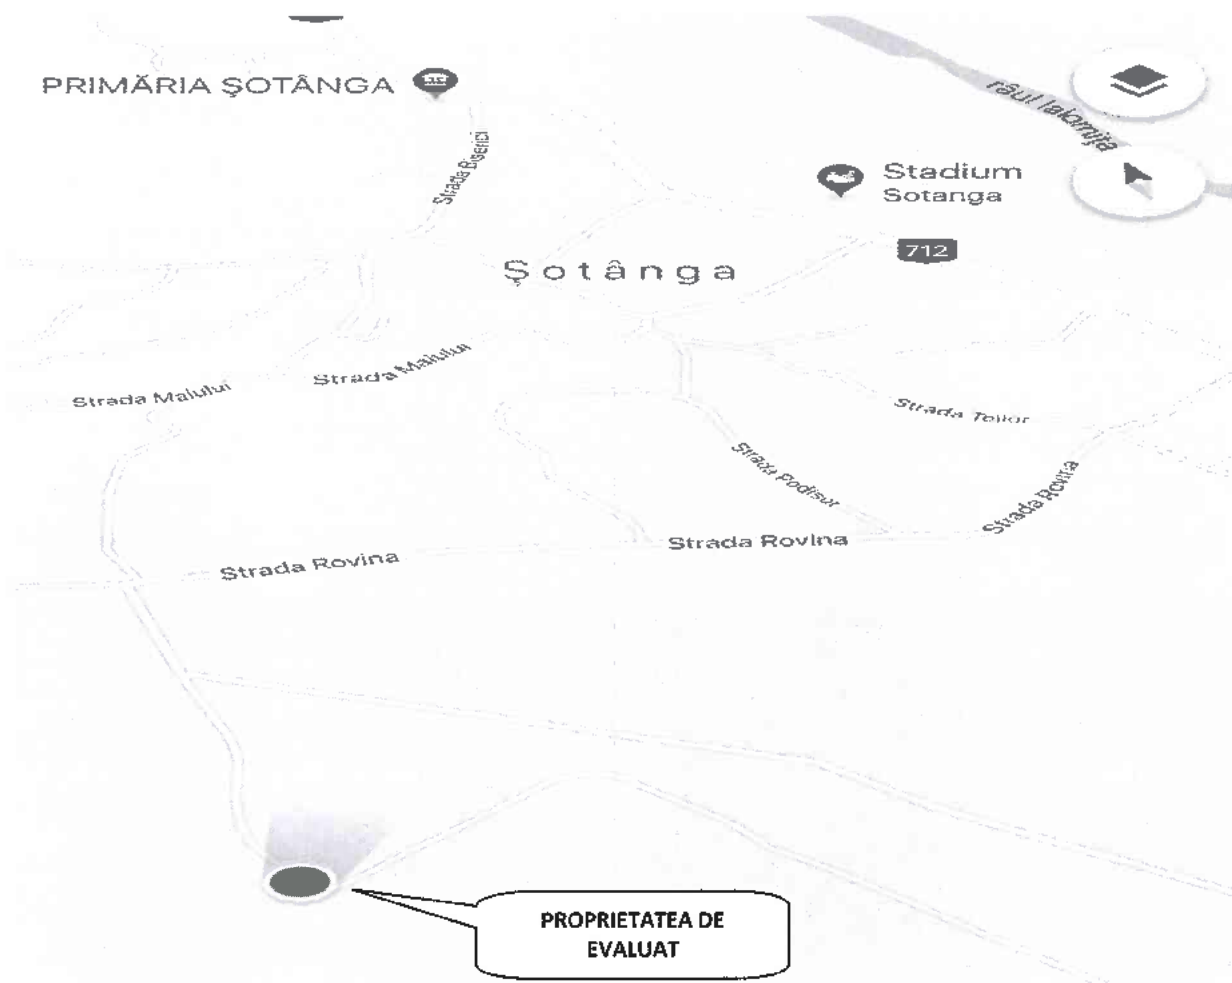 PRIMĂRIA ŞOTÂNGA
râul Ialomița
Strada Bisericii
Stadium
Sotanga
712
Şotânga
Strada Malului
Strada Malului
Strada Teilor
Strada Podisur
Strada Rovina
Strada Rovina
Strada Rovina
PROPRIETATEA DE
EVALUAT